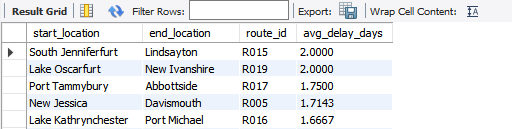 Result Grid Filter Rows: Export: Wrap Cell Content: IA
start_location end_location route_id avg_delay_days
South Jenniferfurt Lindsayton R015 2.0000
Lake Oscarfurt New Ivanshire R019 2.0000
Port Tammybury Abbottside R017 1.7500
New Jessica Davismouth R005 1.7143
Lake Kathrynchester Port Michael R016 1.6667